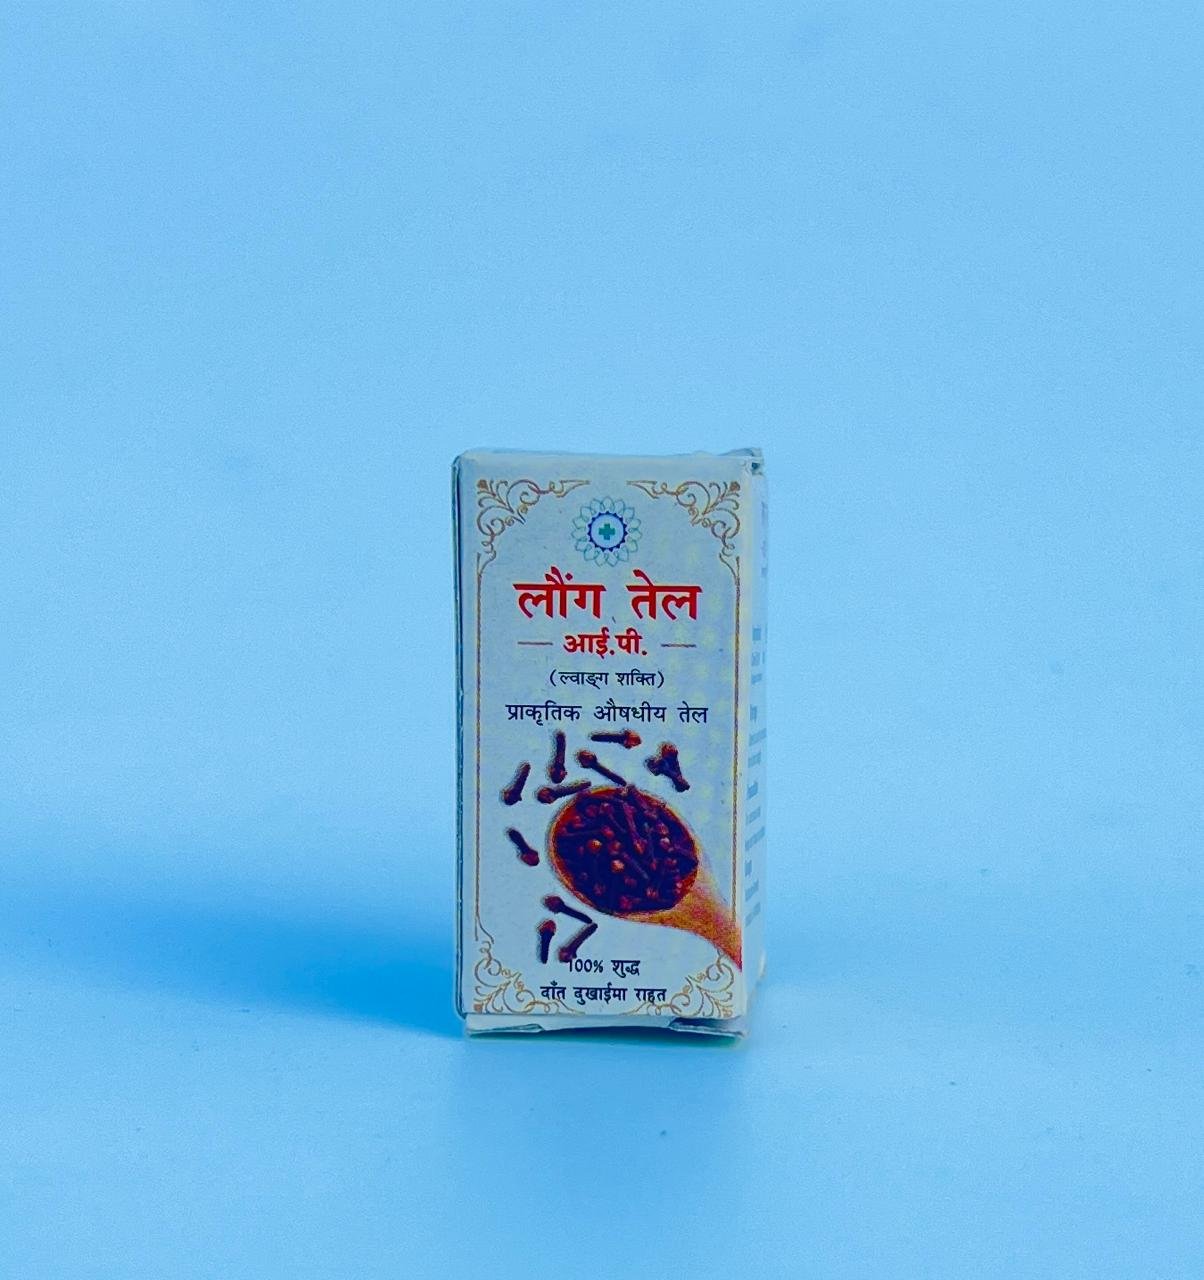 लौंग तेल
आई.पी.
(ल्वाङ्ग शक्ति)
प्राकृतिक औषधीय तेल
100% शुद्ध
दाँत दुखाईमा राहत